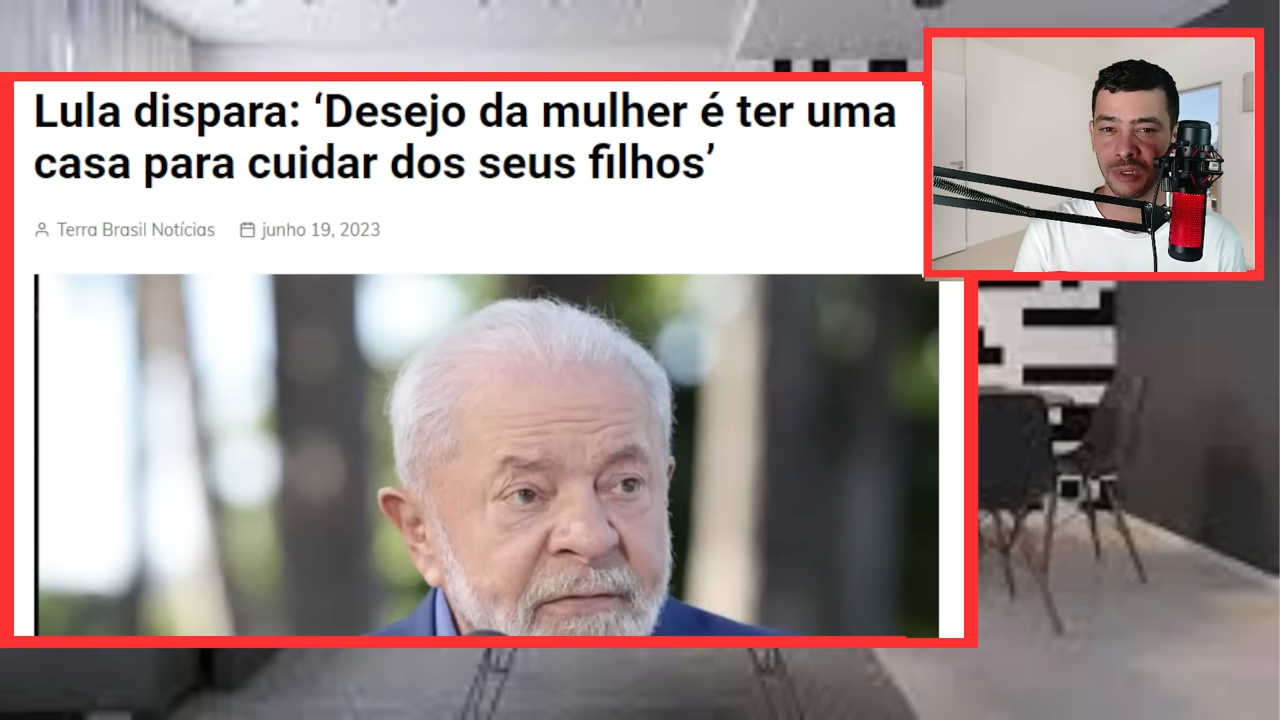 Lula dispara: ‘Desejo da mulher é ter uma
casa para cuidar dos seus filhos’
Terra Brasil Notícias junho 19, 2023